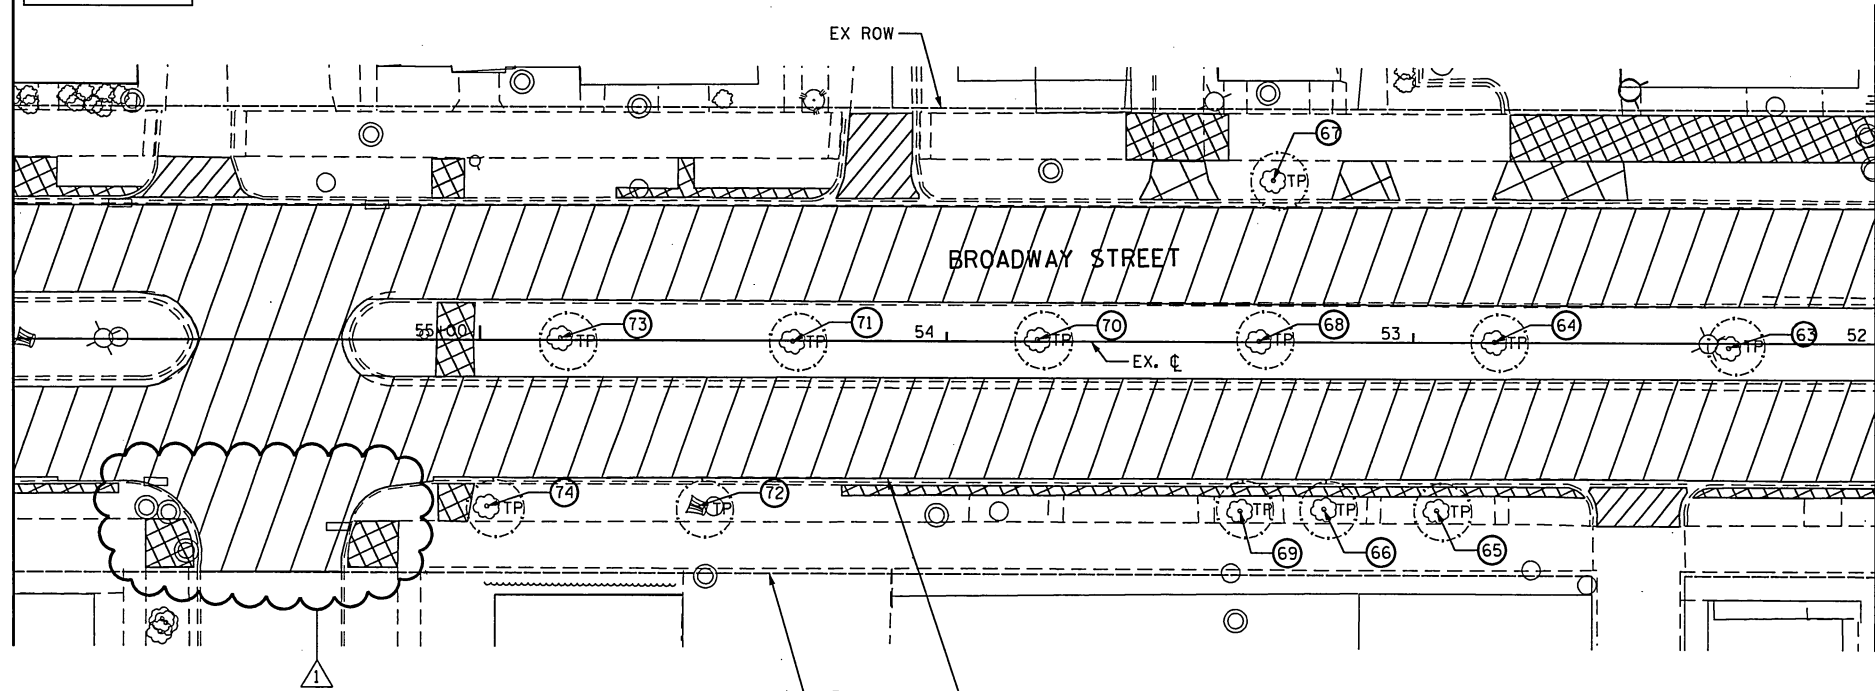 EX ROW
67
TP
BROADWAY STREET
55+00
73
TP
71
TP
54
70
TP
68
TP
53
64
TP
63
TP
52
EX. ℄
74
TP
72
TP
TP
TP
TP
69
66
65
1